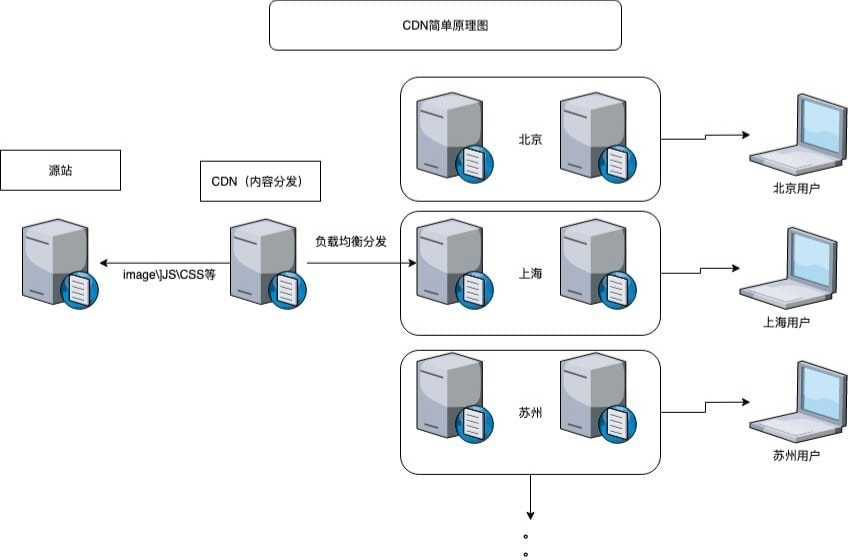 CDN简单原理图
北京
北京用户
源站
CDN（内容分发）
负载均衡分发
image\]JS\CSS等
上海
上海用户
苏州
苏州用户